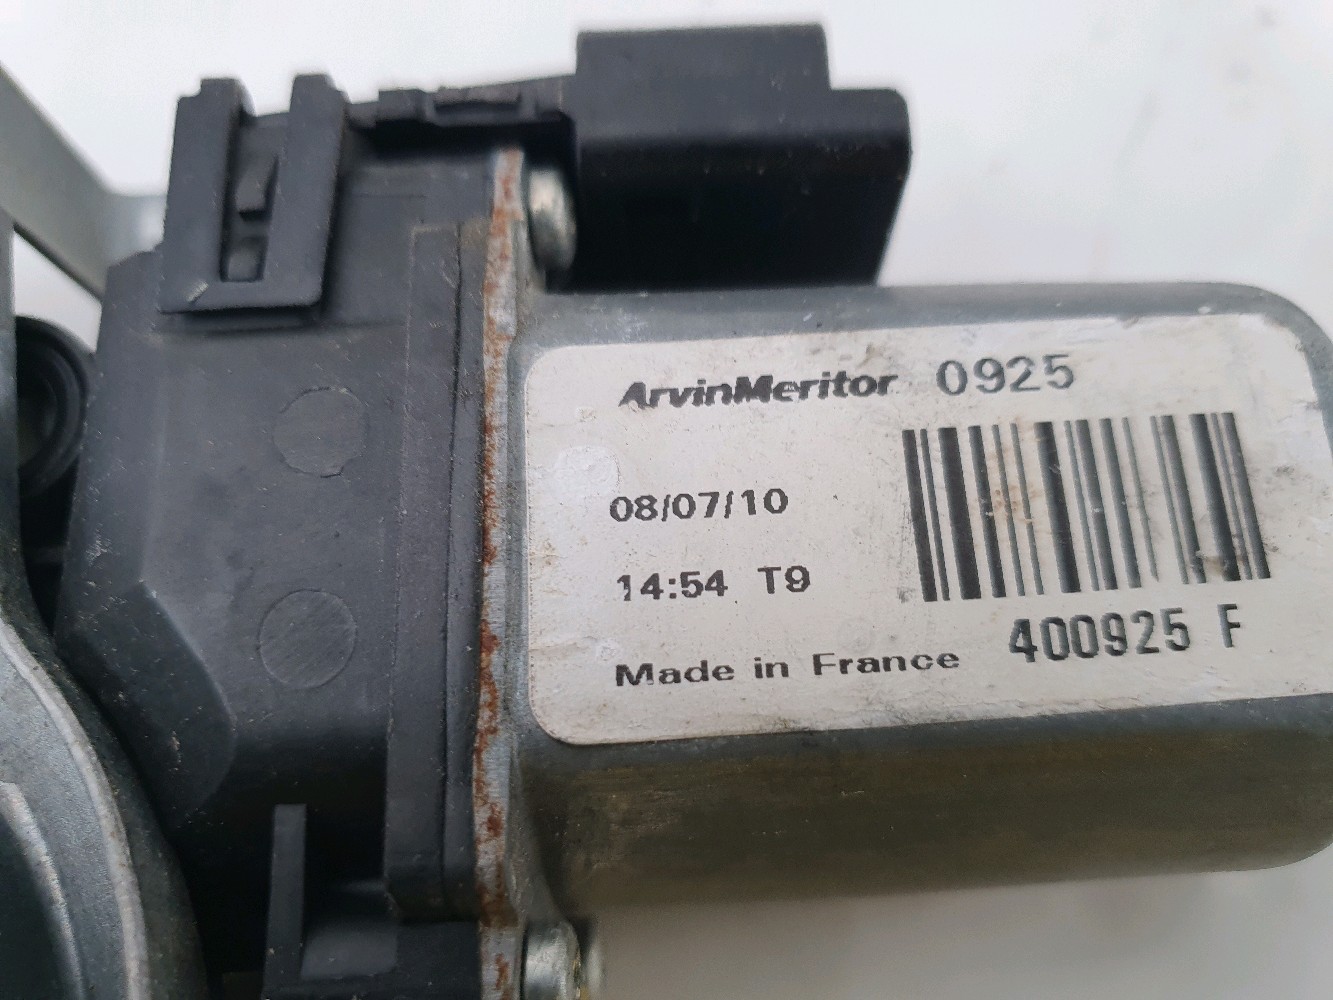 ArvinMeritor 0925
08/07/10
14:54 T9
Made in France
400925 F